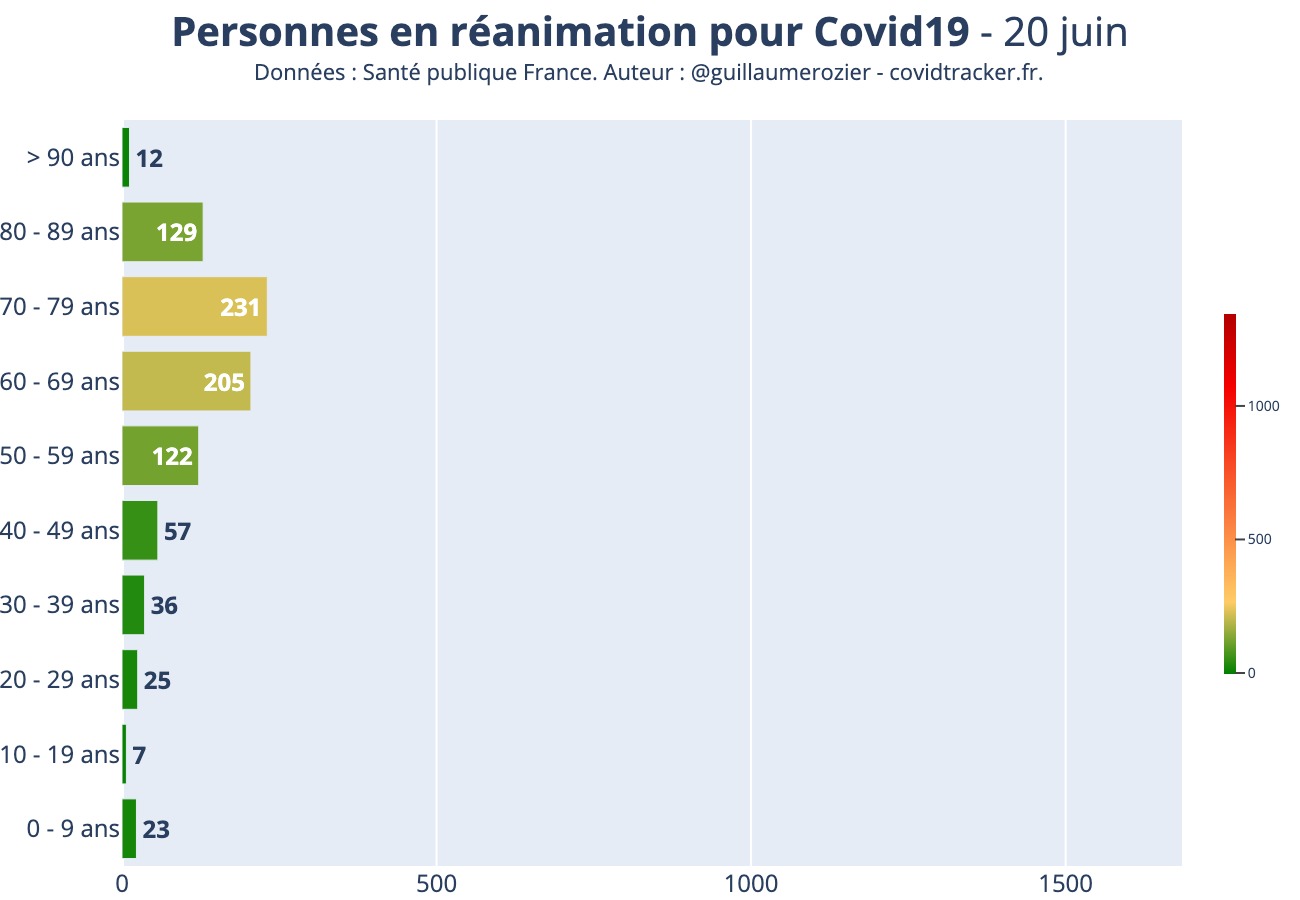 Personnes en réanimation pour Covid19 - 20 juin
Données : Santé publique France. Auteur : @guillaumerozier - covidtracker.fr.
> 90 ans 12
80 - 89 ans 129
70 - 79 ans 231
60 - 69 ans 205
50 - 59 ans 122
40 - 49 ans 57
30 - 39 ans 36
20 - 29 ans 25
10 - 19 ans 7
0 - 9 ans 23
0 500 1000 1500
1000
500
0